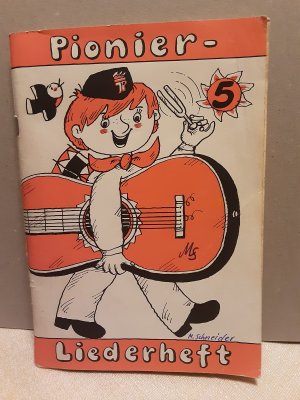 Pionier-
5
MS
M. Schneider
Liederheft